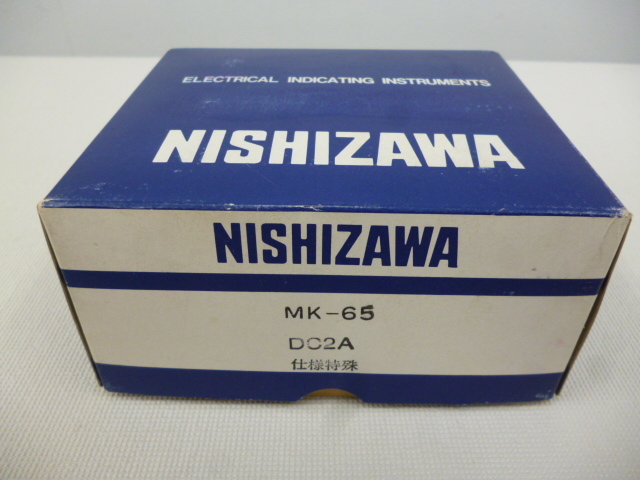 ELECTRICAL INDICATING INSTRUMENTS
NISHIZAWA
NISHIZAWA
MK-65
DC2A
仕様特殊